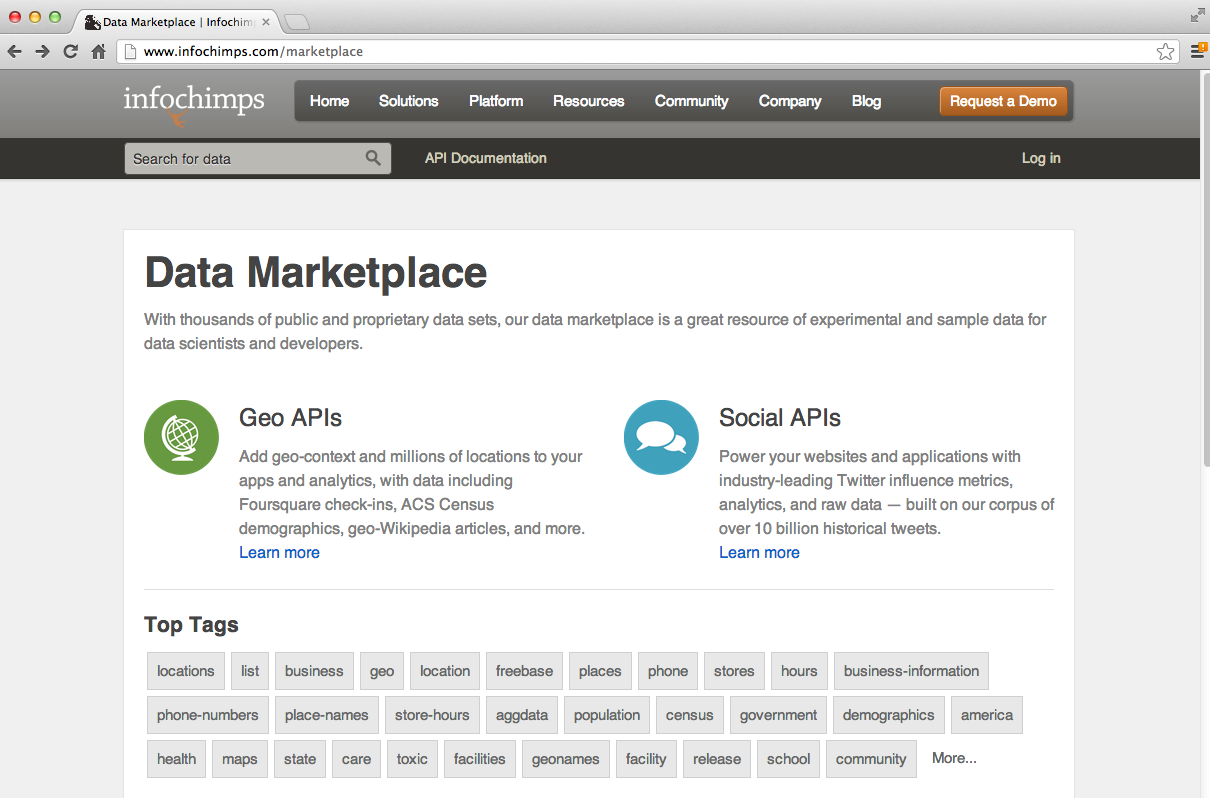 Data Marketplace | Infochim
www.infochimps.com/marketplace
infochimps
Home Solutions Platform Resources Community Company Blog Request a Demo
Search for data API Documentation Log in
Data Marketplace
With thousands of public and proprietary data sets, our data marketplace is a great resource of experimental and sample data for
data scientists and developers.
Geo APIs
Add geo-context and millions of locations to your
apps and analytics, with data including
Foursquare check-ins, ACS Census
demographics, geo-Wikipedia articles, and more.
Learn more
Social APIs
Power your websites and applications with
industry-leading Twitter influence metrics,
analytics, and raw data — built on our corpus of
over 10 billion historical tweets.
Learn more
Top Tags
locations list business geo location freebase places phone stores hours business-information
phone-numbers place-names store-hours aggdata population census government demographics america
health maps state care toxic facilities geonames facility release school community More...